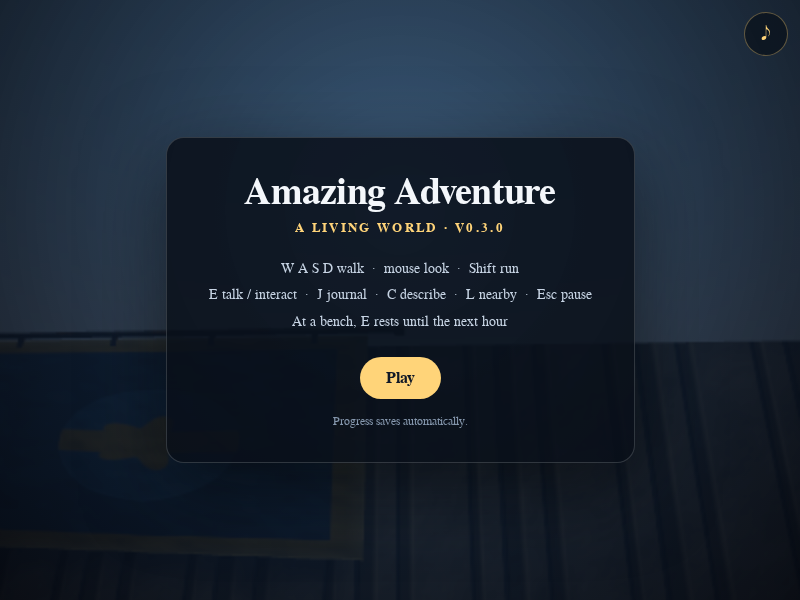 Amazing Adventure
A LIVING WORLD · V0.3.0
W A S D walk · mouse look · Shift run
E talk / interact · J journal · C describe · L nearby · Esc pause
At a bench, E rests until the next hour
Play
Progress saves automatically.